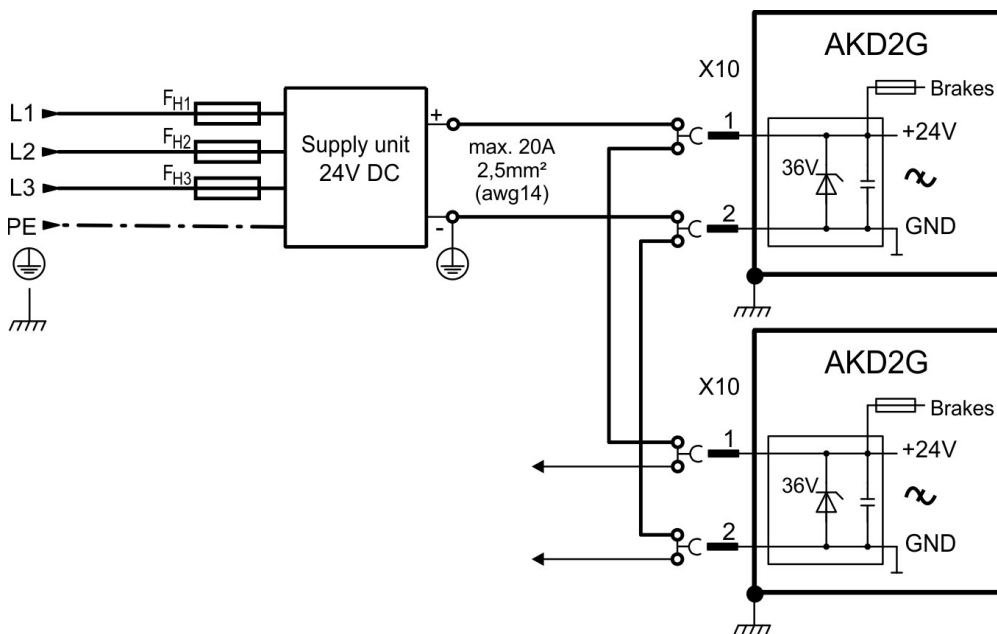 AKD2G
X10
Brakes
L1
FH1
+
1
+24V
Supply unit
24V DC
max. 20A
2,5mm²
(awg14)
36V
L2
FH2
L3
FH3
PE
-
2
GND
AKD2G
X10
Brakes
1
+24V
36V
2
GND